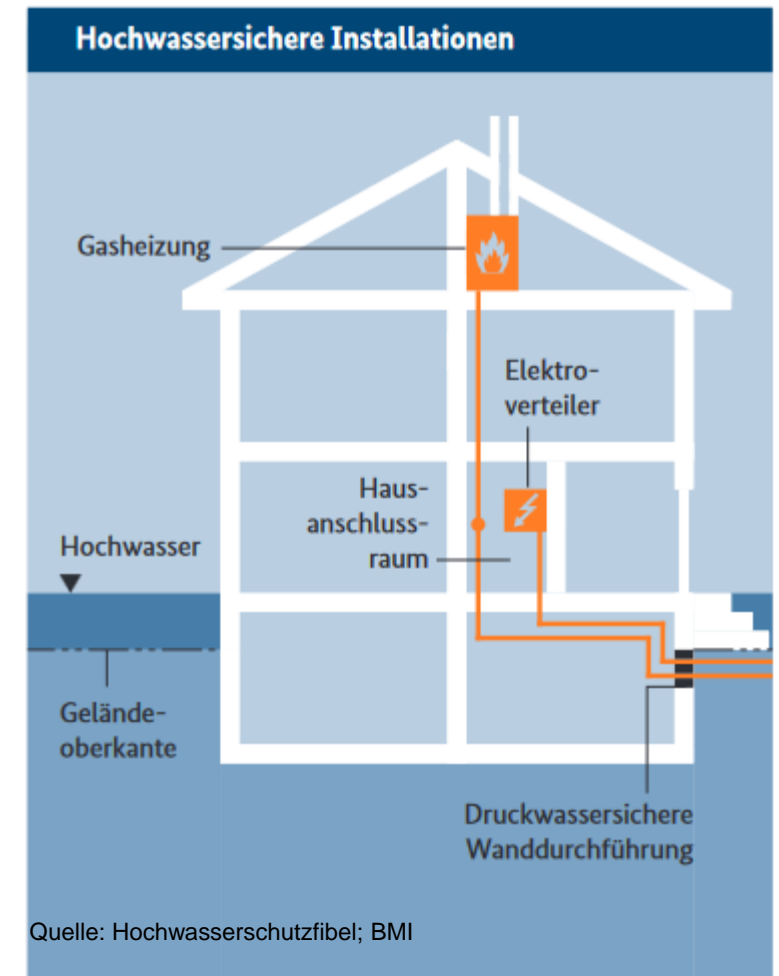 Hochwassersichere Installationen
Gasheizung
Elektro-
verteiler
Haus-
anschluss-
raum
Hochwasser
Gelände-
oberkante
Druckwassersichere
Wanddurchführung
Quelle: Hochwasserschutzfibel; BMI